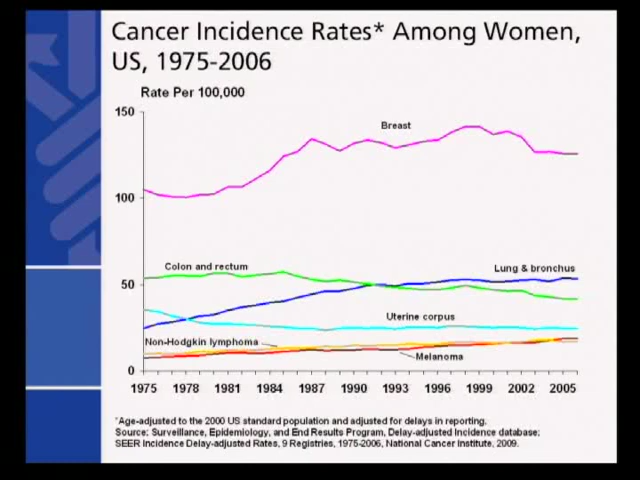 Cancer Incidence Rates* Among Women,
US, 1975-2006
Rate Per 100,000
150
Breast
100
Colon and rectum
Lung & bronchus
50
Uterine corpus
Non-Hodgkin lymphoma
Melanoma
0
1975 1978 1981 1984 1987 1990 1993 1996 1999 2002 2005
*Age-adjusted to the 2000 US standard population and adjusted for delays in reporting.
Source: Surveillance, Epidemiology, and End Results Program, Delay-adjusted Incidence database:
SEER Incidence Delay-adjusted Rates, 9 Registries, 1975-2006, National Cancer Institute, 2009.